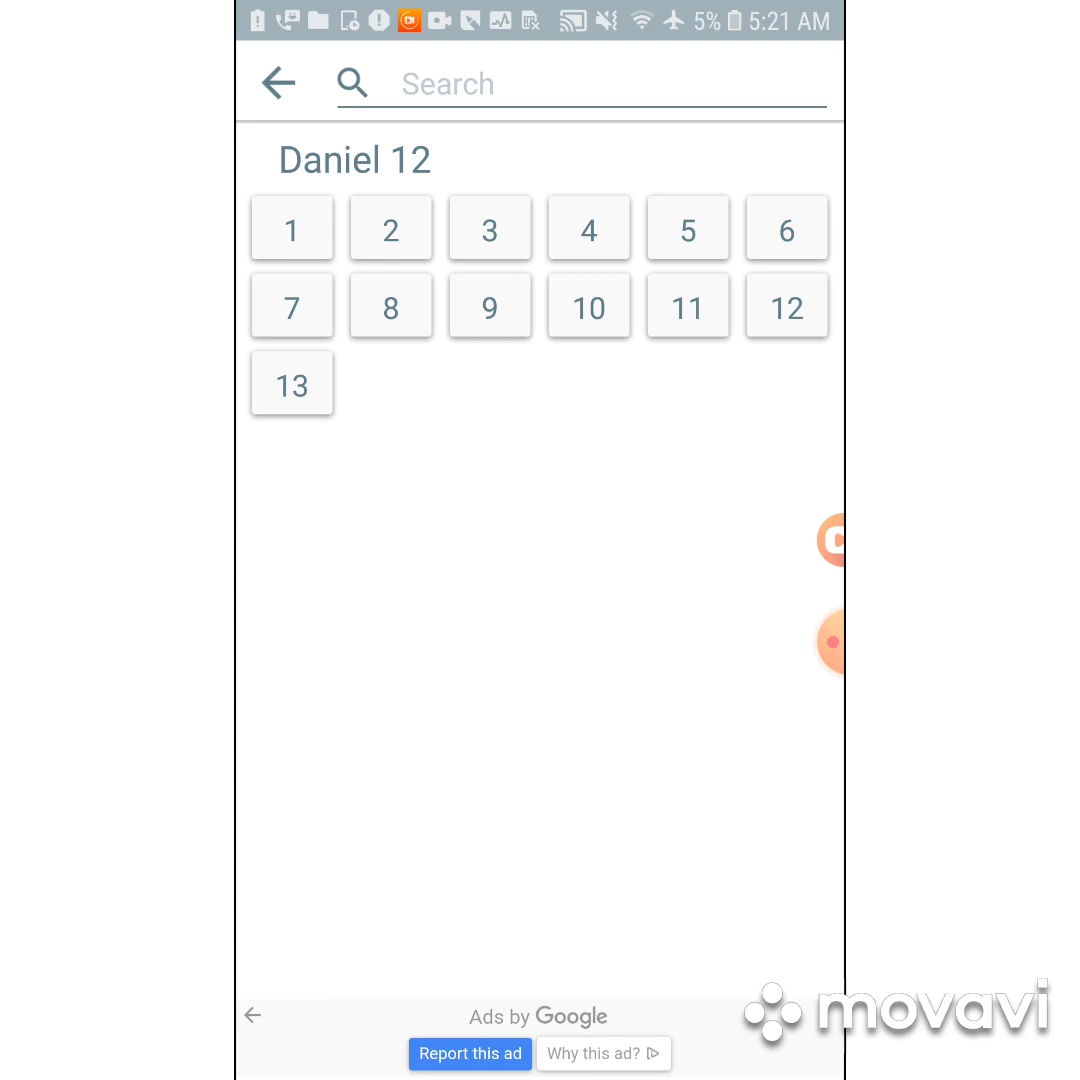 5% 5:21 AM
Search
Daniel 12
1 2 3 4 5 6
7 8 9 10 11 12
13
Ads by Google
Report this ad Why this ad?
movavi